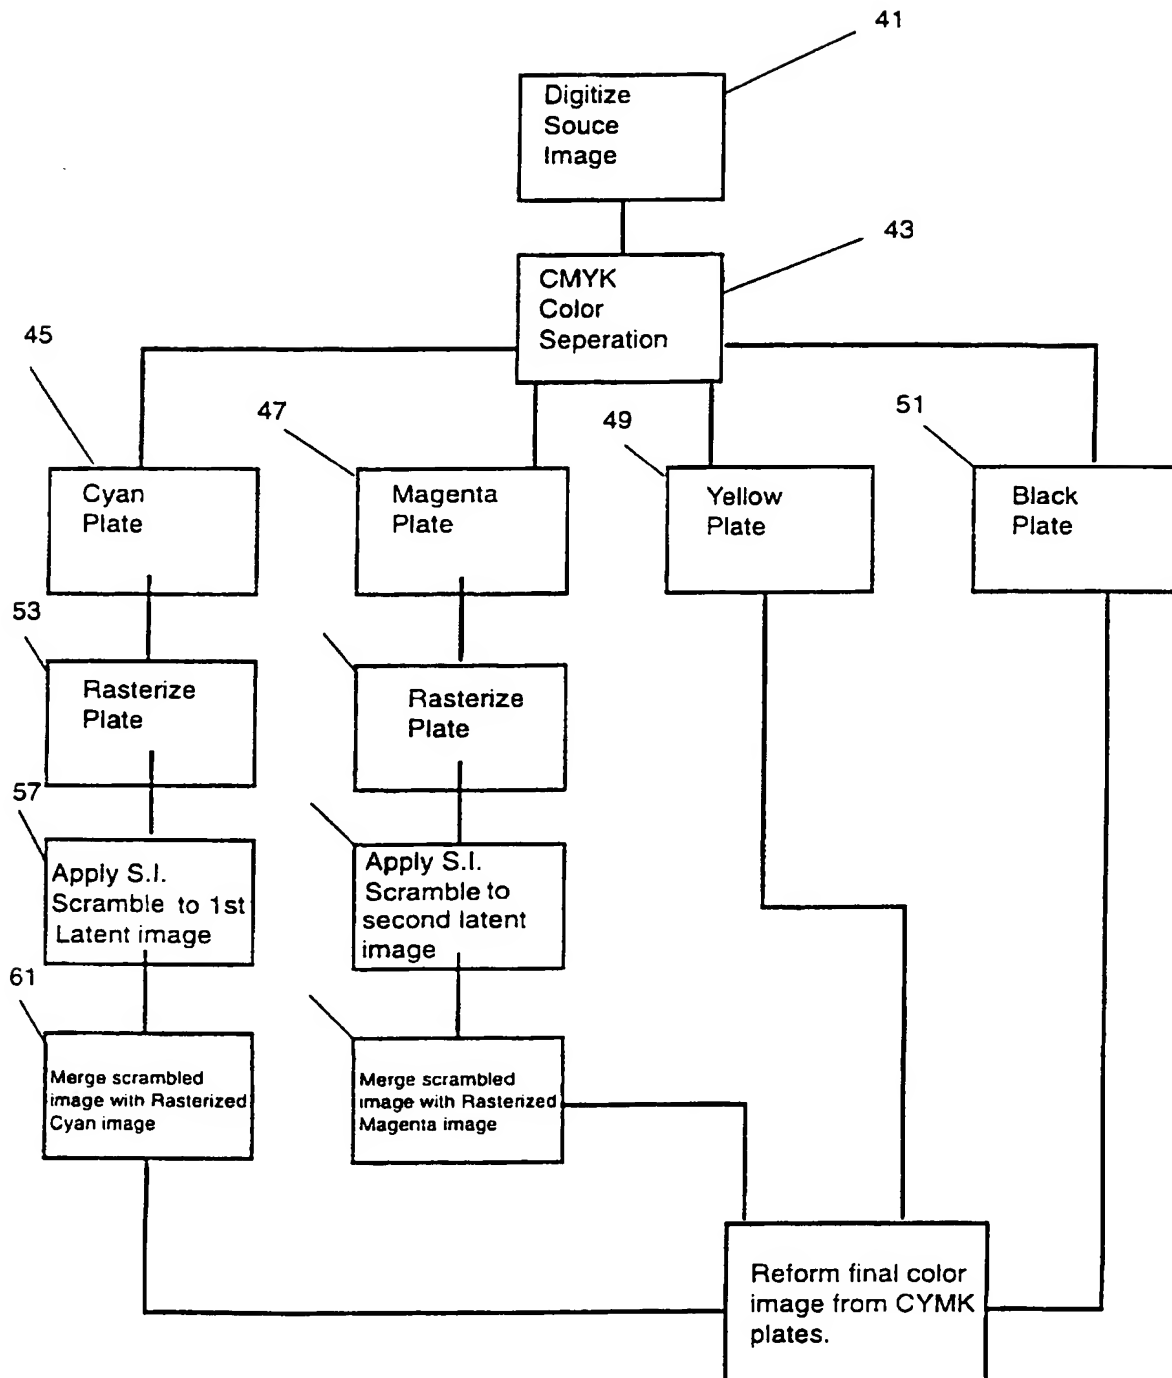 41
Digitize
Souce
Image
43
CMYK
Color
Seperation
45
47
49
51
Cyan
Plate
Magenta
Plate
Yellow
Plate
Black
Plate
53
Rasterize
Plate
Rasterize
Plate
57
Apply S.I.
Scramble to 1st
Latent image
Apply S.I.
Scramble to
second latent
image
61
Merge scrambled
image with Rasterized
Cyan image
Merge scrambled
image with Rasterized
Magenta image
Reform final color
image from CYMK
plates.